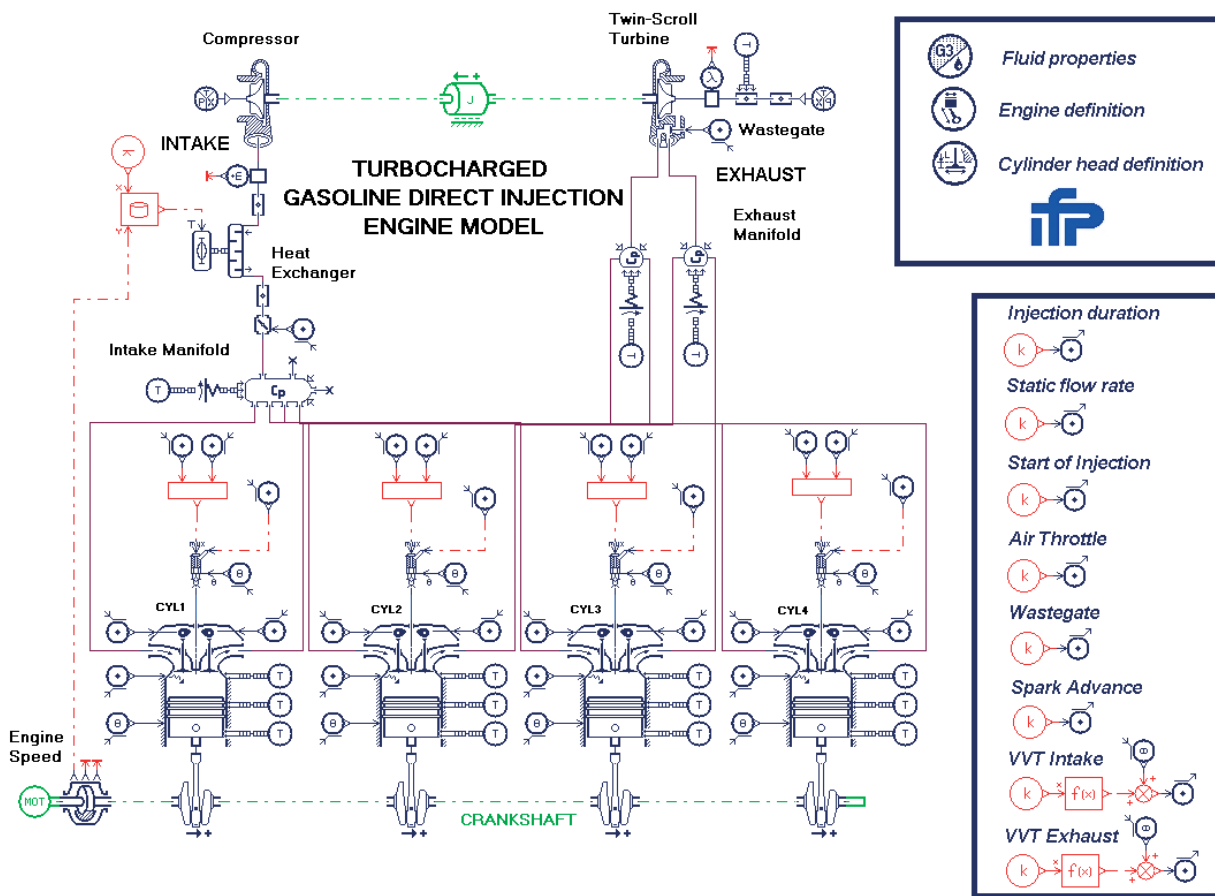 Compressor
Twin-Scroll
Turbine
G3
Fluid properties
Engine definition
Cylinder head definition
ifp
J
λ
T
Wastegate
INTAKE
EXHAUST
TURBOCHARGED
GASOLINE DIRECT INJECTION
ENGINE MODEL
Exhaust
Manifold
Heat
Exchanger
X
Y
T
Cp
Cp
T
T
Intake Manifold
T
Cp
Injection duration
k
Static flow rate
k
Start of Injection
k
Air Throttle
k
Wastegate
k
Spark Advance
k
VVT Intake
k
x
f(x)
+
+
VVT Exhaust
k
x
f(x)
+
+
θ
θ
θ
θ
θ
θ
θ
θ
CYL1
CYL2
CYL3
CYL4
T
T
T
T
T
T
T
T
T
T
T
T
θ
θ
θ
θ
Engine
Speed
MOT
CRANKSHAFT
+
+
+
+